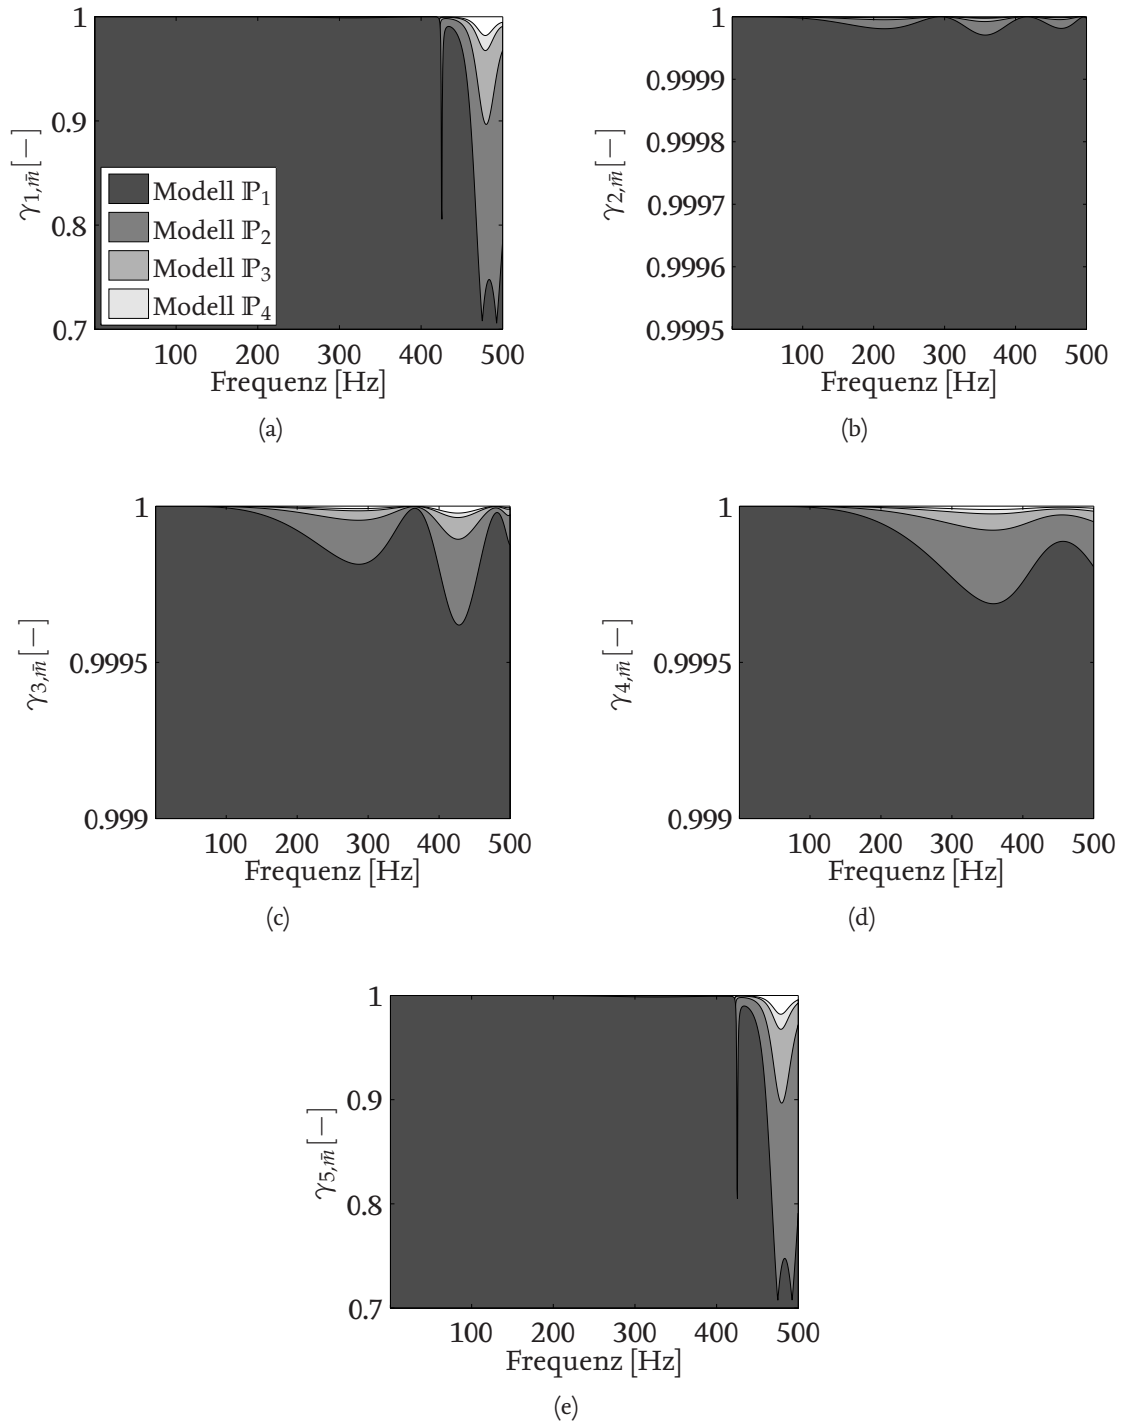 1
0.9
0.8
0.7
γ1,m̄ [−]
Modell ℙ1
Modell ℙ2
Modell ℙ3
Modell ℙ4
100 200 300 400 500
Frequenz [Hz]
(a)
1
0.9999
0.9998
0.9997
0.9996
0.9995
γ2,m̄ [−]
100 200 300 400 500
Frequenz [Hz]
(b)
1
0.9995
0.999
γ3,m̄ [−]
100 200 300 400 500
Frequenz [Hz]
(c)
1
0.9995
0.999
γ4,m̄ [−]
100 200 300 400 500
Frequenz [Hz]
(d)
1
0.9
0.8
0.7
γ5,m̄ [−]
100 200 300 400 500
Frequenz [Hz]
(e)